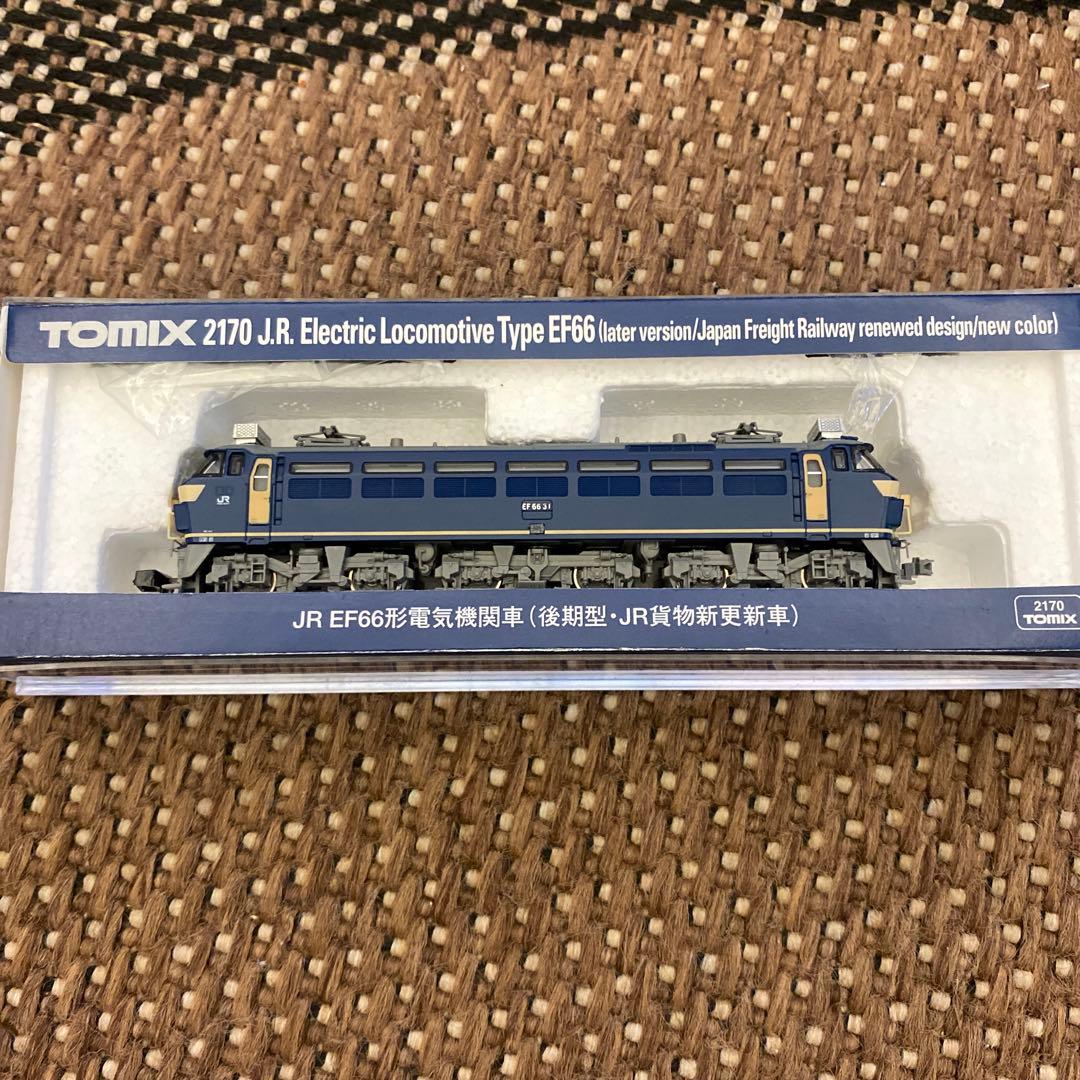 TOMIX 2170 J.R. Electric Locomotive Type EF66 (later version/Japan Freight Railway renewed design/new color)
JR
EF 66 31
JR EF66形電気機関車(後期型・JR貨物新更新車)
2170
TOMIX